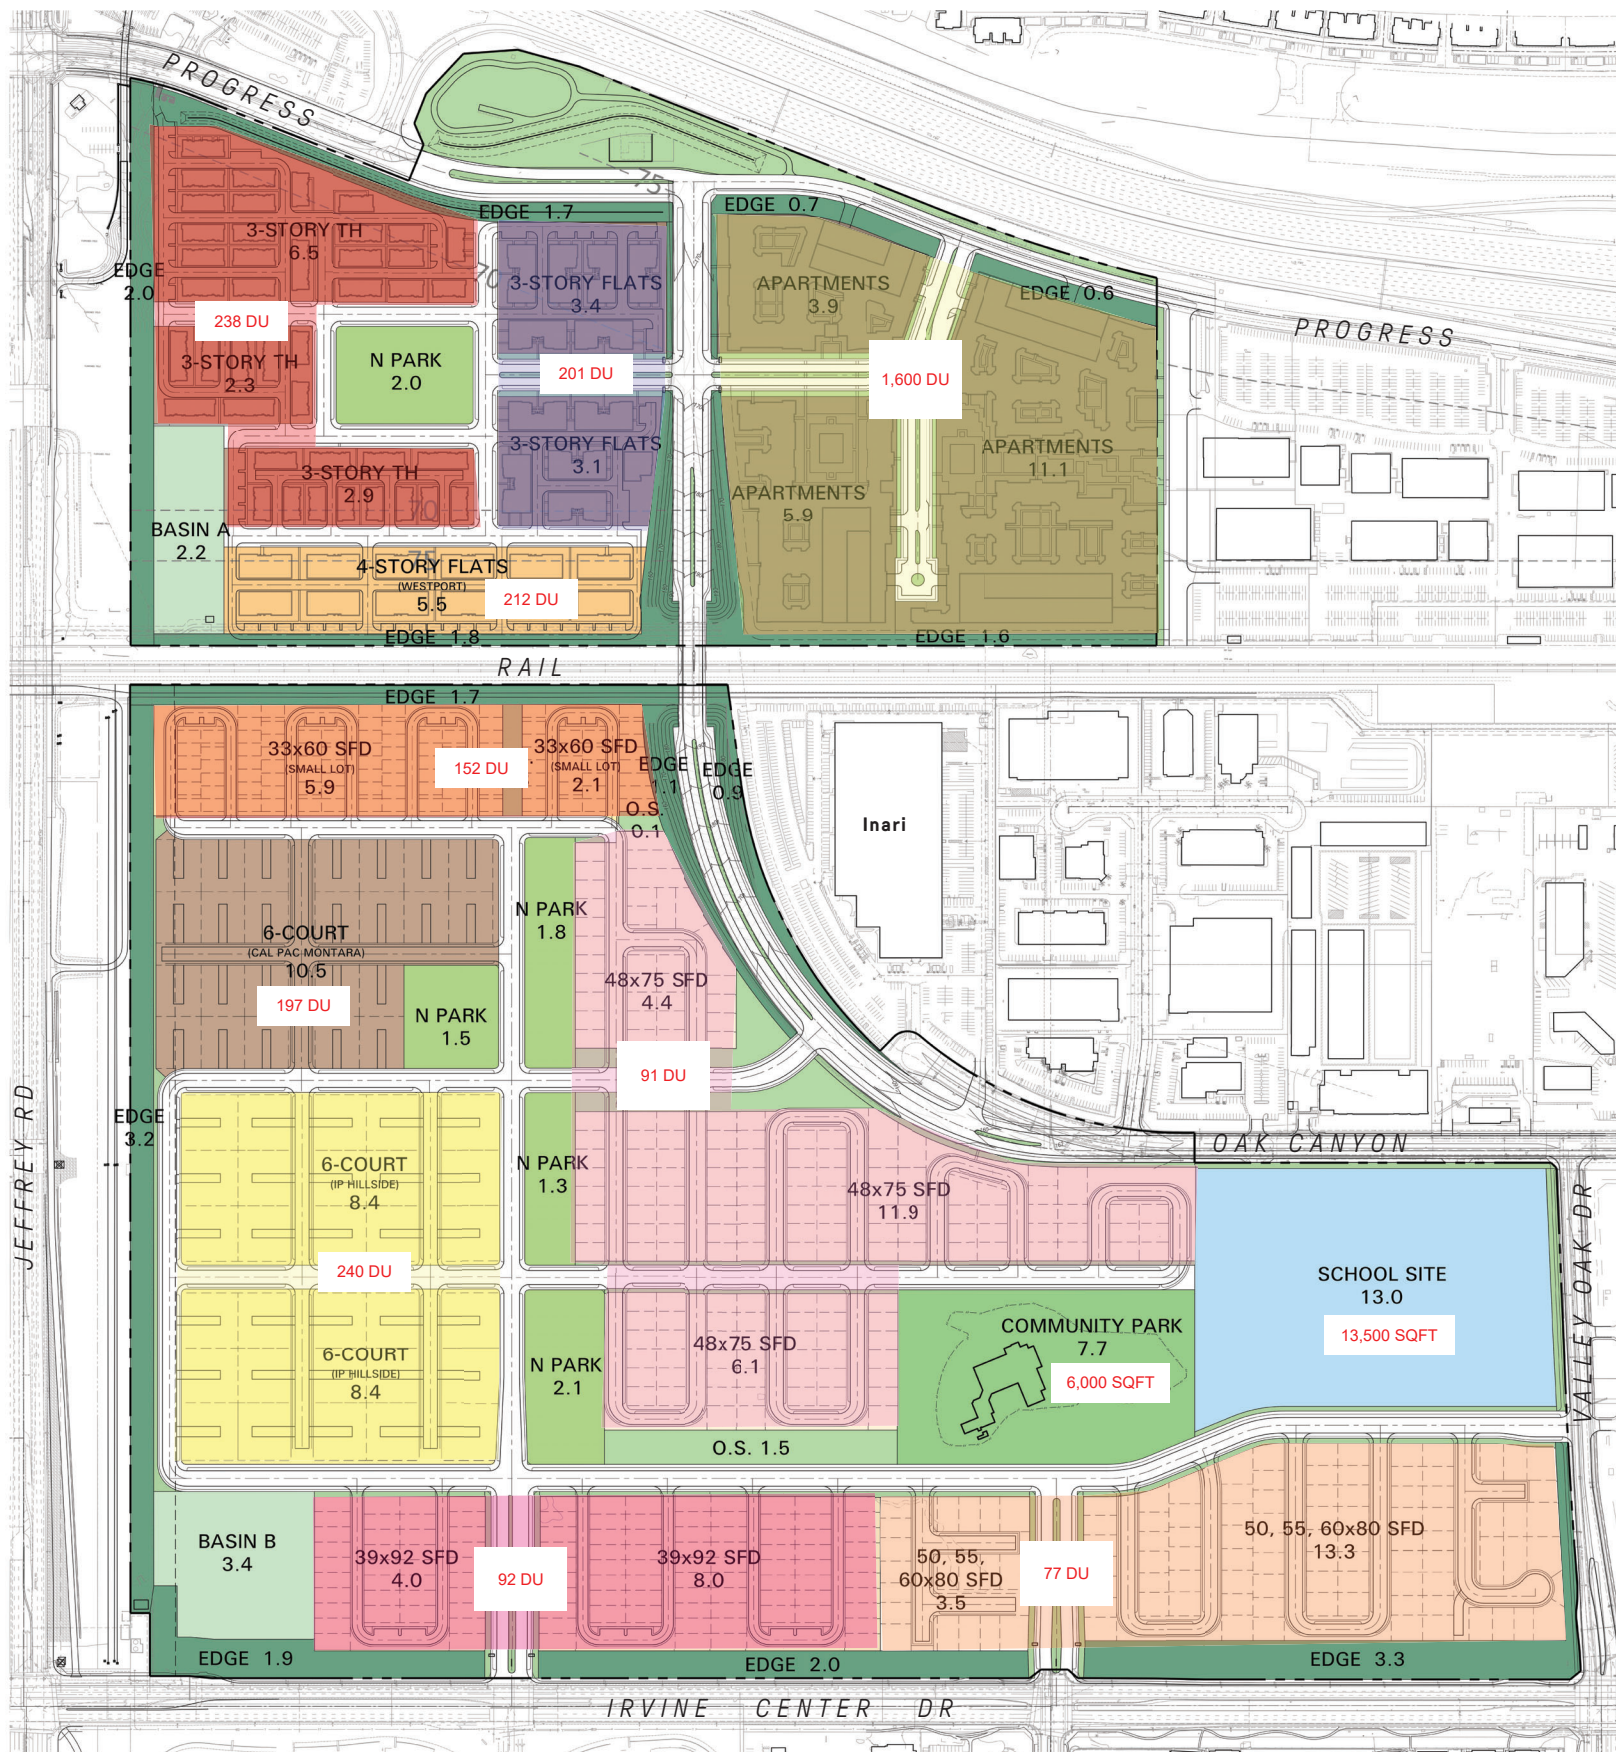 PROGRESS
75
EDGE 1.7
EDGE 0.7
3-STORY TH
6.5
EDGE
2.0
70
3-STORY FLATS
3.4
APARTMENTS
3.9
EDGE 0.6
238 DU
PROGRESS
3-STORY TH
2.3
N PARK
2.0
201 DU
1,600 DU
3-STORY FLATS
3.1
APARTMENTS
11.1
3-STORY TH
2.9
70
APARTMENTS
5.9
BASIN A
2.2
75
4-STORY FLATS
(WESTPORT)
5.5
212 DU
EDGE 1.8
EDGE 1.6
RAIL
EDGE 1.7
33x60 SFD
(SMALL LOT)
5.9
152 DU
33x60 SFD
(SMALL LOT)
2.1
EDGE
1.1
EDGE
0.9
O.S.
0.1
Inari
6-COURT
(CAL PAC MONTARA)
10.5
197 DU
N PARK
1.8
N PARK
1.5
48x75 SFD
4.4
91 DU
JEFFREY RD
EDGE
3.2
OAK CANYON
6-COURT
(IP HILLSIDE)
8.4
N PARK
1.3
48x75 SFD
11.9
VALLEY OAK DR
240 DU
SCHOOL SITE
13.0
13,500 SQFT
6-COURT
(IP HILLSIDE)
8.4
N PARK
2.1
48x75 SFD
6.1
COMMUNITY PARK
7.7
6,000 SQFT
O.S. 1.5
BASIN B
3.4
39x92 SFD
4.0
92 DU
39x92 SFD
8.0
50, 55,
60x80 SFD
3.5
77 DU
50, 55, 60x80 SFD
13.3
EDGE 1.9
EDGE 2.0
EDGE 3.3
IRVINE CENTER DR